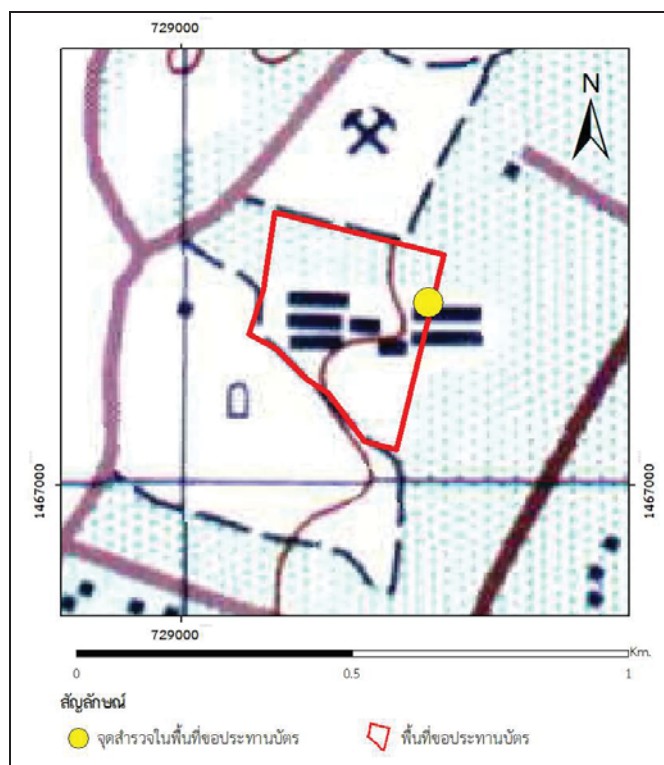 729000
N
1467000
1467000
729000
Km.
0 0.5 1
สัญลักษณ์
จุดสำรวจในพื้นที่ขอประทานบัตร พื้นที่ขอประทานบัตร